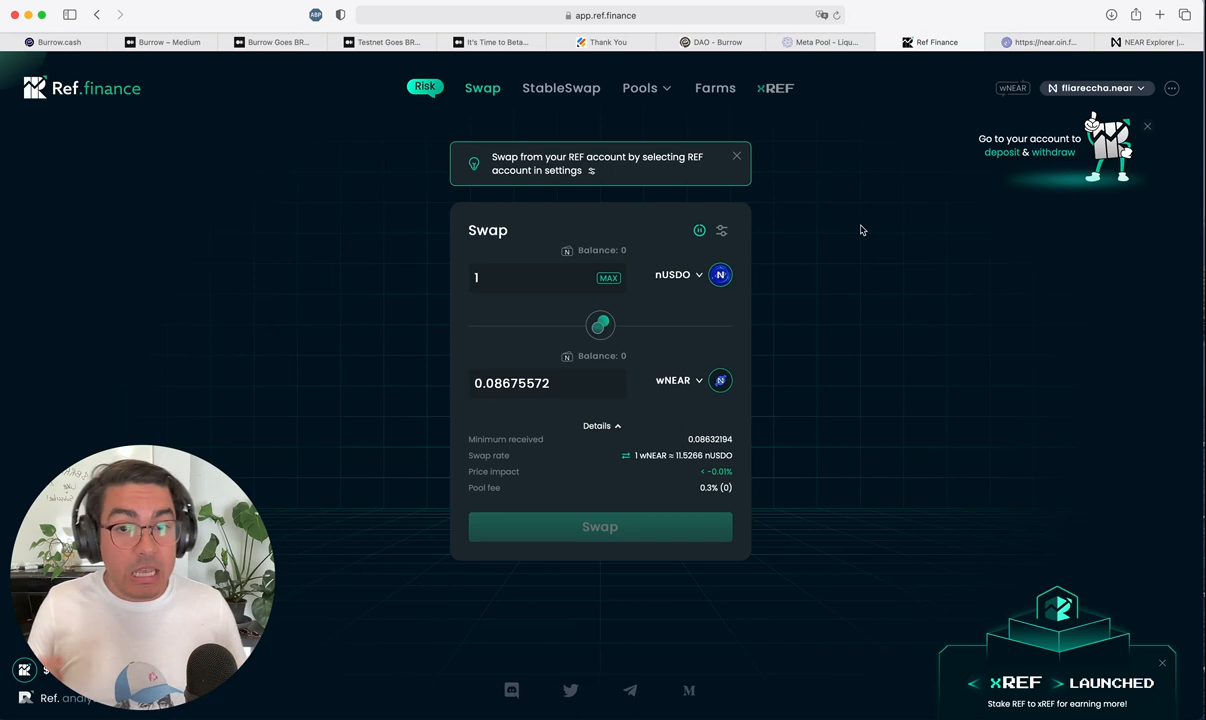 app.ref.finance
Burrow.cash
Burrow – Medium
Burrow Goes BR...
Testnet Goes BR...
It's Time to Beta...
Thank You
DAO - Burrow
Meta Pool - Liqu...
Ref Finance
https://near.oin.f...
NEAR Explorer |...
ABP
Ref.finance
Risk
Swap
StableSwap
Pools
Farms
xREF
wNEAR
fliareccha.near
Go to your account to
deposit & withdraw
Swap from your REF account by selecting REF
account in settings
Swap
Balance: 0
1
MAX
nUSDO
Balance: 0
0.08675572
wNEAR
Details
Minimum received
0.08632194
Swap rate
1 wNEAR ≈ 11.5266 nUSDO
Price impact
< -0.01%
Pool fee
0.3% (0)
Swap
$
Ref. analy
< xREF > LAUNCHED
Stake REF to xREF for earning more!